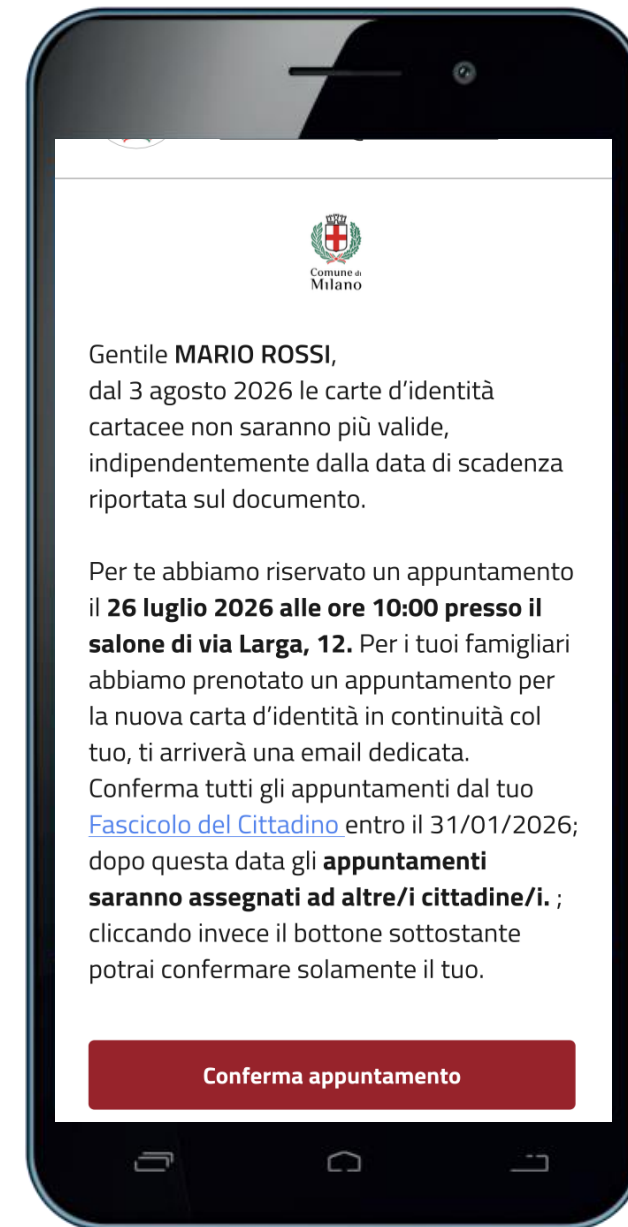 Comune di
Milano
Gentile MARIO ROSSI,
dal 3 agosto 2026 le carte d’identità
cartacee non saranno più valide,
indipendentemente dalla data di scadenza
riportata sul documento.
Per te abbiamo riservato un appuntamento
il 26 luglio 2026 alle ore 10:00 presso il
salone di via Larga, 12. Per i tuoi famigliari
abbiamo prenotato un appuntamento per
la nuova carta d’identità in continuità col
tuo, ti arriverà una email dedicata.
Conferma tutti gli appuntamenti dal tuo
Fascicolo del Cittadino entro il 31/01/2026;
dopo questa data gli appuntamenti
saranno assegnati ad altre/i cittadine/i. ;
cliccando invece il bottone sottostante
potrai confermare solamente il tuo.
Conferma appuntamento